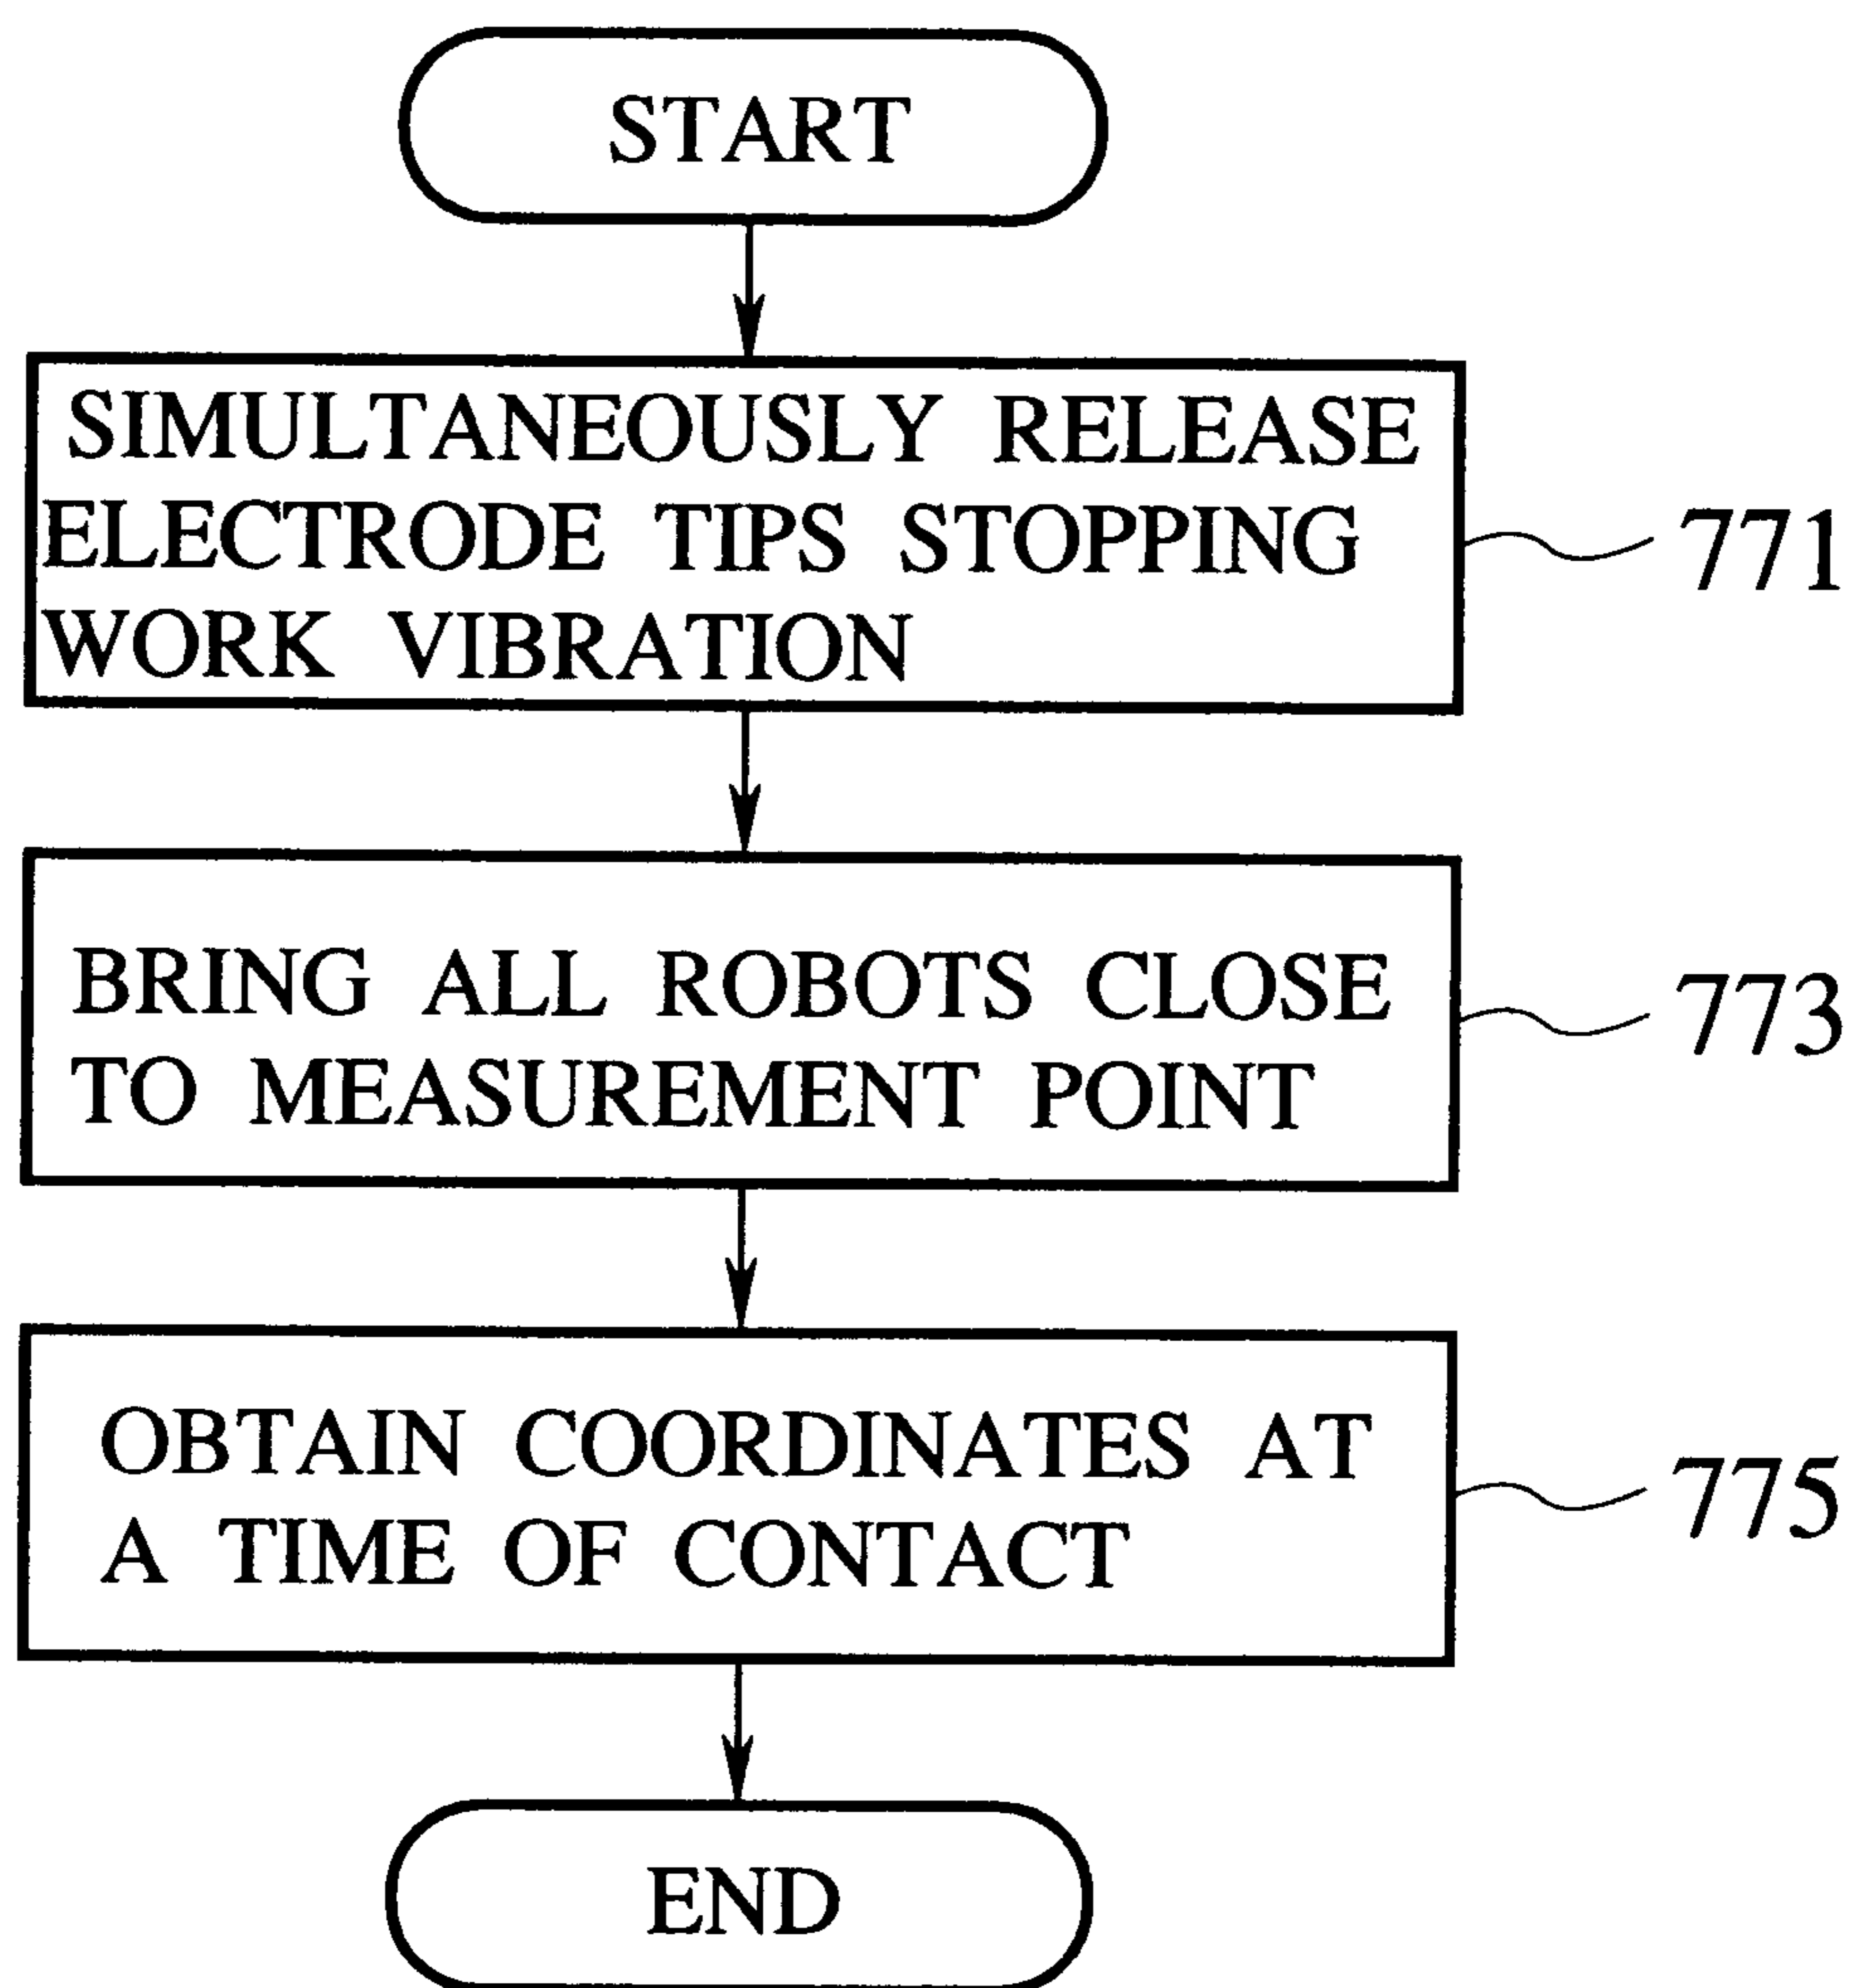 START
SIMULTANEOUSLY RELEASE
ELECTRODE TIPS STOPPING
WORK VIBRATION
771
BRING ALL ROBOTS CLOSE
TO MEASUREMENT POINT
773
OBTAIN COORDINATES AT
A TIME OF CONTACT
775
END